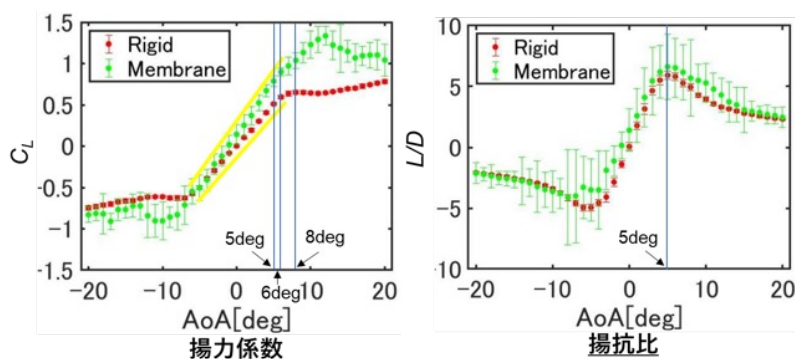 1.5
1
0.5
0
-0.5
-1
-1.5
C_L
Rigid
Membrane
5deg
6deg
8deg
-20
-10
0
10
20
AoA[deg]
揚力係数
10
5
0
-5
-10
L/D
Rigid
Membrane
5deg
-20
-10
0
10
20
AoA[deg]
揚抗比